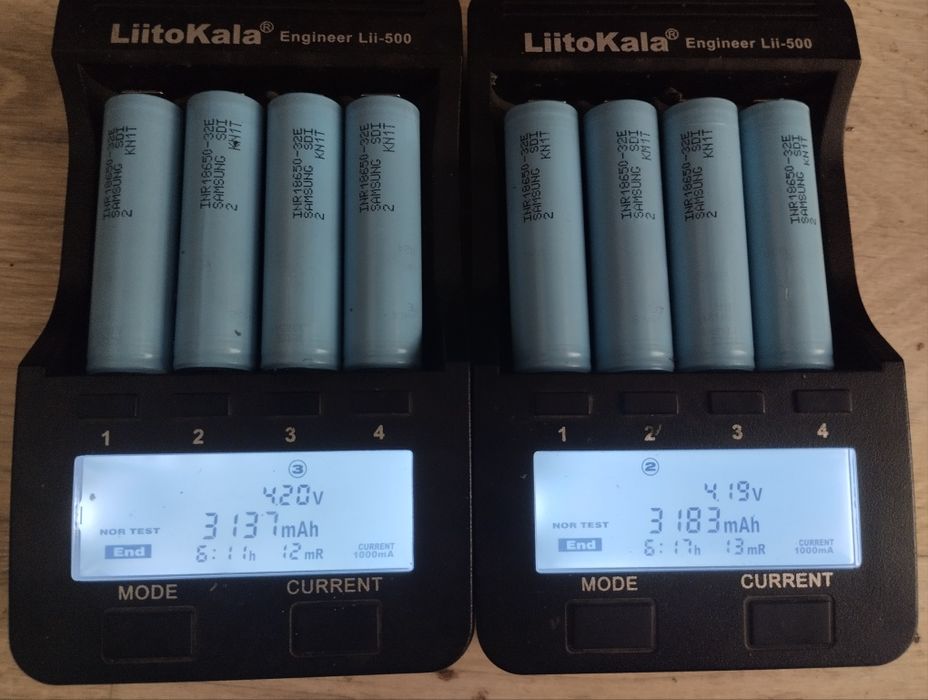 LiitoKala® Engineer Lii-500
INR18650-32E
SAMSUNG SDI
2 KN1T
INR18650-32E
SAMSUNG SDI
2 KN1T
INR18650-32E
SAMSUNG SDI
2 KN1T
INR18650-32E
SAMSUNG SDI
2 KN1T
1 2 3 4
3
4.20V
3137mAh
NOR TEST
End 6:11h 12mR CURRENT 1000mA
MODE CURRENT
LiitoKala® Engineer Lii-500
INR18650-32E
SAMSUNG SDI
2 KN1T
INR18650-32E
SAMSUNG SDI
2 KN1T
INR18650-32E
SAMSUNG SDI
2 KN1T
INR18650-32E
SAMSUNG SDI
2
1 2 3 4
2
4.19V
3183mAh
NOR TEST
End 6:17h 13mR CURRENT 1000mA
MODE CURRENT